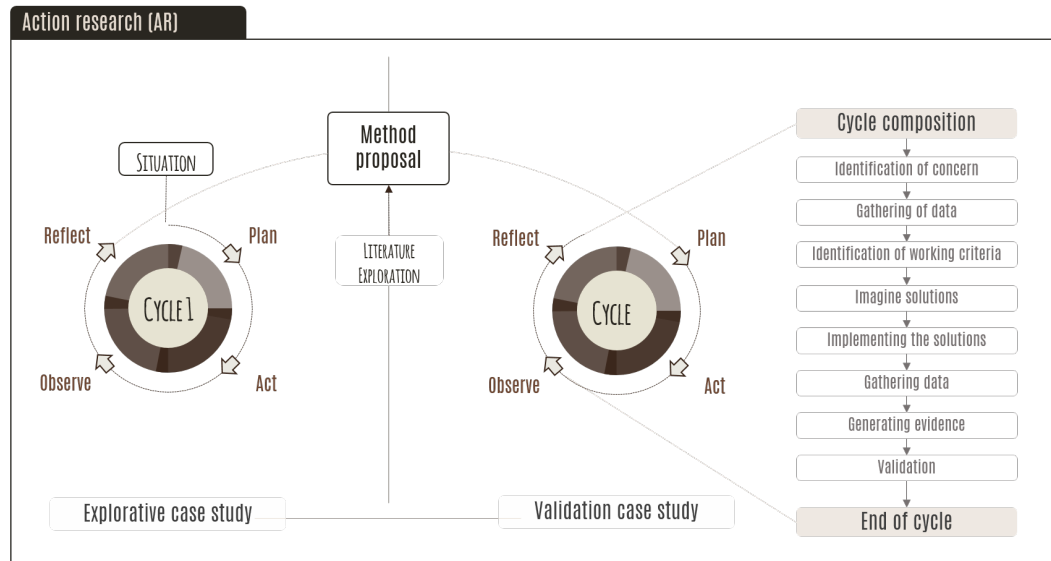 Action research (AR)
Situation
Reflect
Plan
Cycle 1
Observe
Act
Method
proposal
Literature
Exploration
Reflect
Plan
Cycle
Observe
Act
Explorative case study
Validation case study
Cycle composition
Identification of concern
Gathering of data
Identification of working criteria
Imagine solutions
Implementing the solutions
Gathering data
Generating evidence
Validation
End of cycle